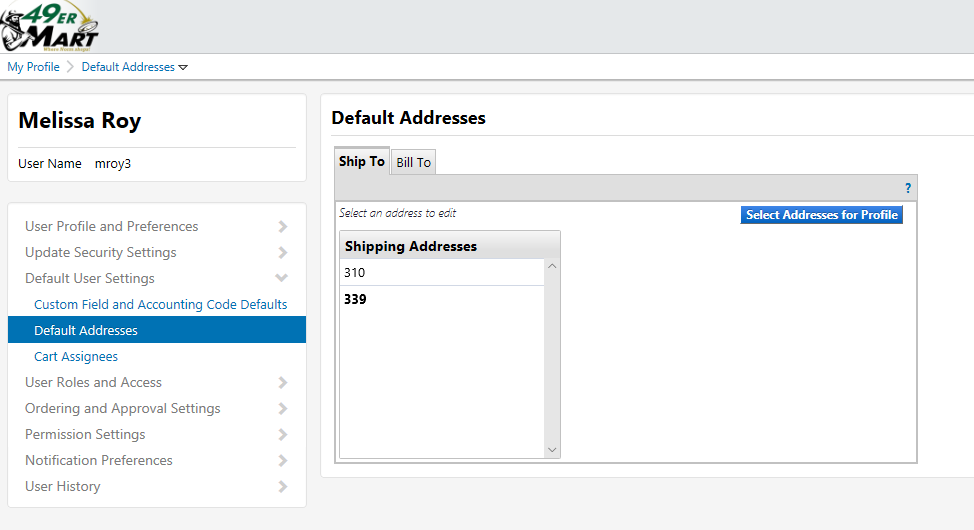 49ER
MART
My Profile
Default Addresses
Melissa Roy
User Name mroy3
User Profile and Preferences
Update Security Settings
Default User Settings
Custom Field and Accounting Code Defaults
Default Addresses
Cart Assignees
User Roles and Access
Ordering and Approval Settings
Permission Settings
Notification Preferences
User History
Default Addresses
Ship To
Bill To
?
Select an address to edit
Select Addresses for Profile
Shipping Addresses
310
339